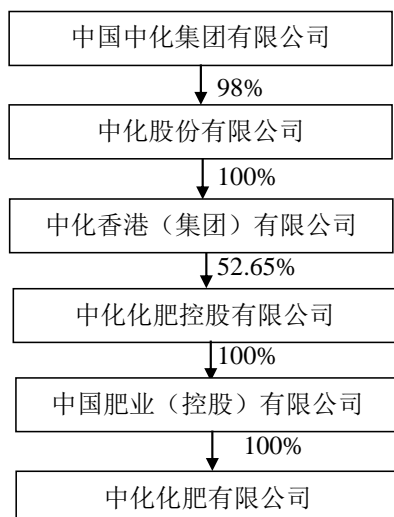 中国中化集团有限公司
98%
中化股份有限公司
100%
中化香港（集团）有限公司
52.65%
中化化肥控股有限公司
100%
中国肥业（控股）有限公司
100%
中化化肥有限公司